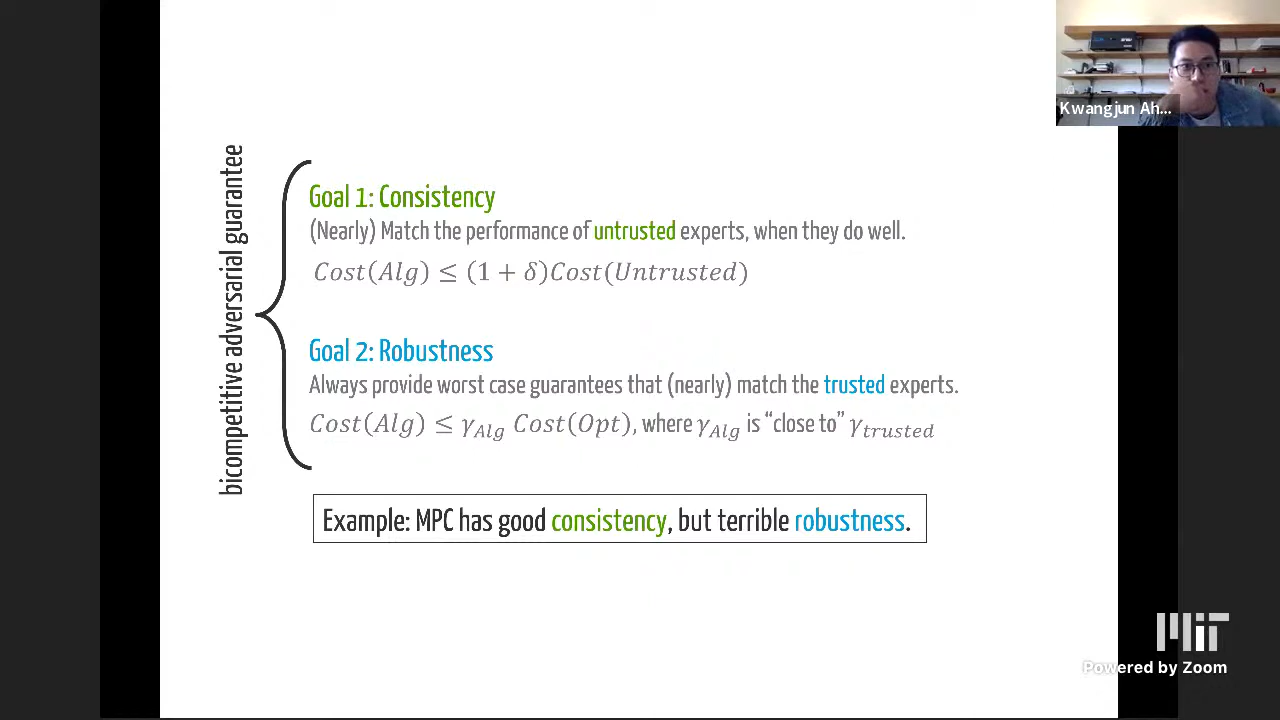 Kwangjun Ah...
bicompetitive adversarial guarantee
Goal 1: Consistency
(Nearly) Match the performance of untrusted experts, when they do well.
Cost(Alg) ≤ (1 + δ)Cost(Untrusted)
Goal 2: Robustness
Always provide worst case guarantees that (nearly) match the trusted experts.
Cost(Alg) ≤ γ_Alg Cost(Opt), where γ_Alg is “close to” γ_trusted
Example: MPC has good consistency, but terrible robustness.
MIT
Powered by Zoom